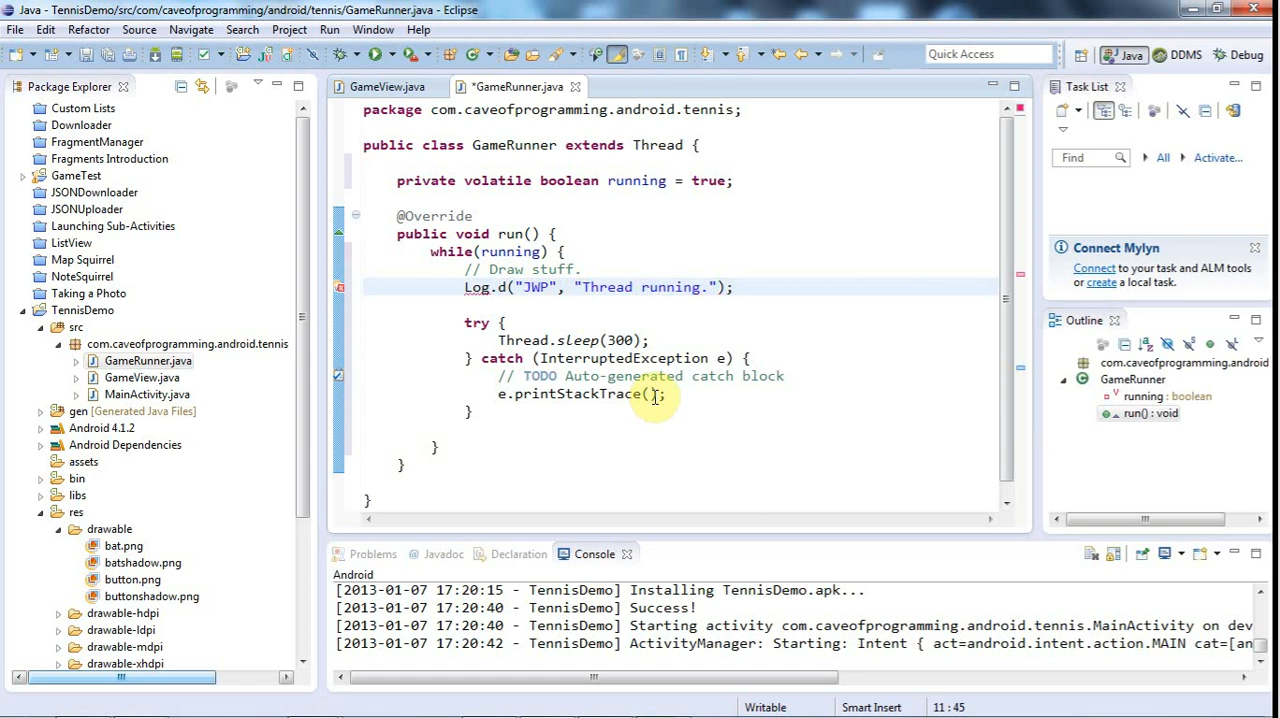 Java - TennisDemo/src/com/caveofprogramming/android/tennis/GameRunner.java - Eclipse
File Edit Refactor Source Navigate Search Project Run Window Help
Quick Access
Java DDMS Debug
Package Explorer
Custom Lists
Downloader
FragmentManager
Fragments Introduction
GameTest
JSONDownloader
JSONUploader
Launching Sub-Activities
ListView
Map Squirrel
NoteSquirrel
Taking a Photo
TennisDemo
src
com.caveofprogramming.android.tennis
GameRunner.java
GameView.java
MainActivity.java
gen [Generated Java Files]
Android 4.1.2
Android Dependencies
assets
bin
libs
res
drawable
bat.png
batshadow.png
button.png
buttonshadow.png
drawable-hdpi
drawable-ldpi
drawable-mdpi
drawable-xhdpi
GameView.java *GameRunner.java
package com.caveofprogramming.android.tennis;
public class GameRunner extends Thread {
private volatile boolean running = true;
@Override
public void run() {
while(running) {
// Draw stuff.
Log.d("JWP", "Thread running.");
try {
Thread.sleep(300);
} catch (InterruptedException e) {
// TODO Auto-generated catch block
e.printStackTrace();
}
}
}
}
Problems @ Javadoc Declaration Console
Android
[2013-01-07 17:20:15 - TennisDemo] Installing TennisDemo.apk...
[2013-01-07 17:20:40 - TennisDemo] Success!
[2013-01-07 17:20:40 - TennisDemo] Starting activity com.caveofprogramming.android.tennis.MainActivity on dev
[2013-01-07 17:20:42 - TennisDemo] ActivityManager: Starting: Intent { act=android.intent.action.MAIN cat=[an
Task List
Find All Activate...
Connect Mylyn
Connect to your task and ALM tools
or create a local task.
Outline
com.caveofprogramming.android
GameRunner
running : boolean
run() : void
Writable Smart Insert 11 : 45